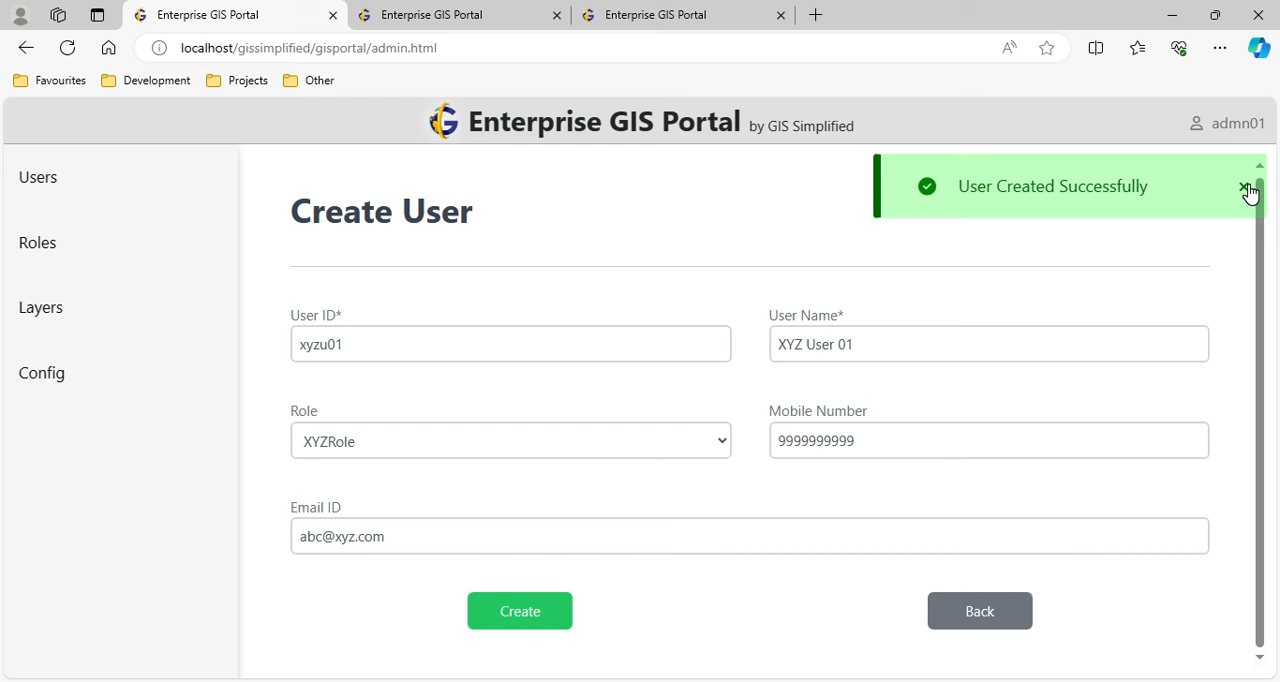 Enterprise GIS Portal Enterprise GIS Portal Enterprise GIS Portal
localhost/gissimplified/gisportal/admin.html
Favourites Development Projects Other
Enterprise GIS Portal by GIS Simplified admn01
Users
User Created Successfully
Create User
Roles
Layers
Config
User ID* User Name*
xyzu01 XYZ User 01
Role Mobile Number
XYZRole 9999999999
Email ID
abc@xyz.com
Create Back